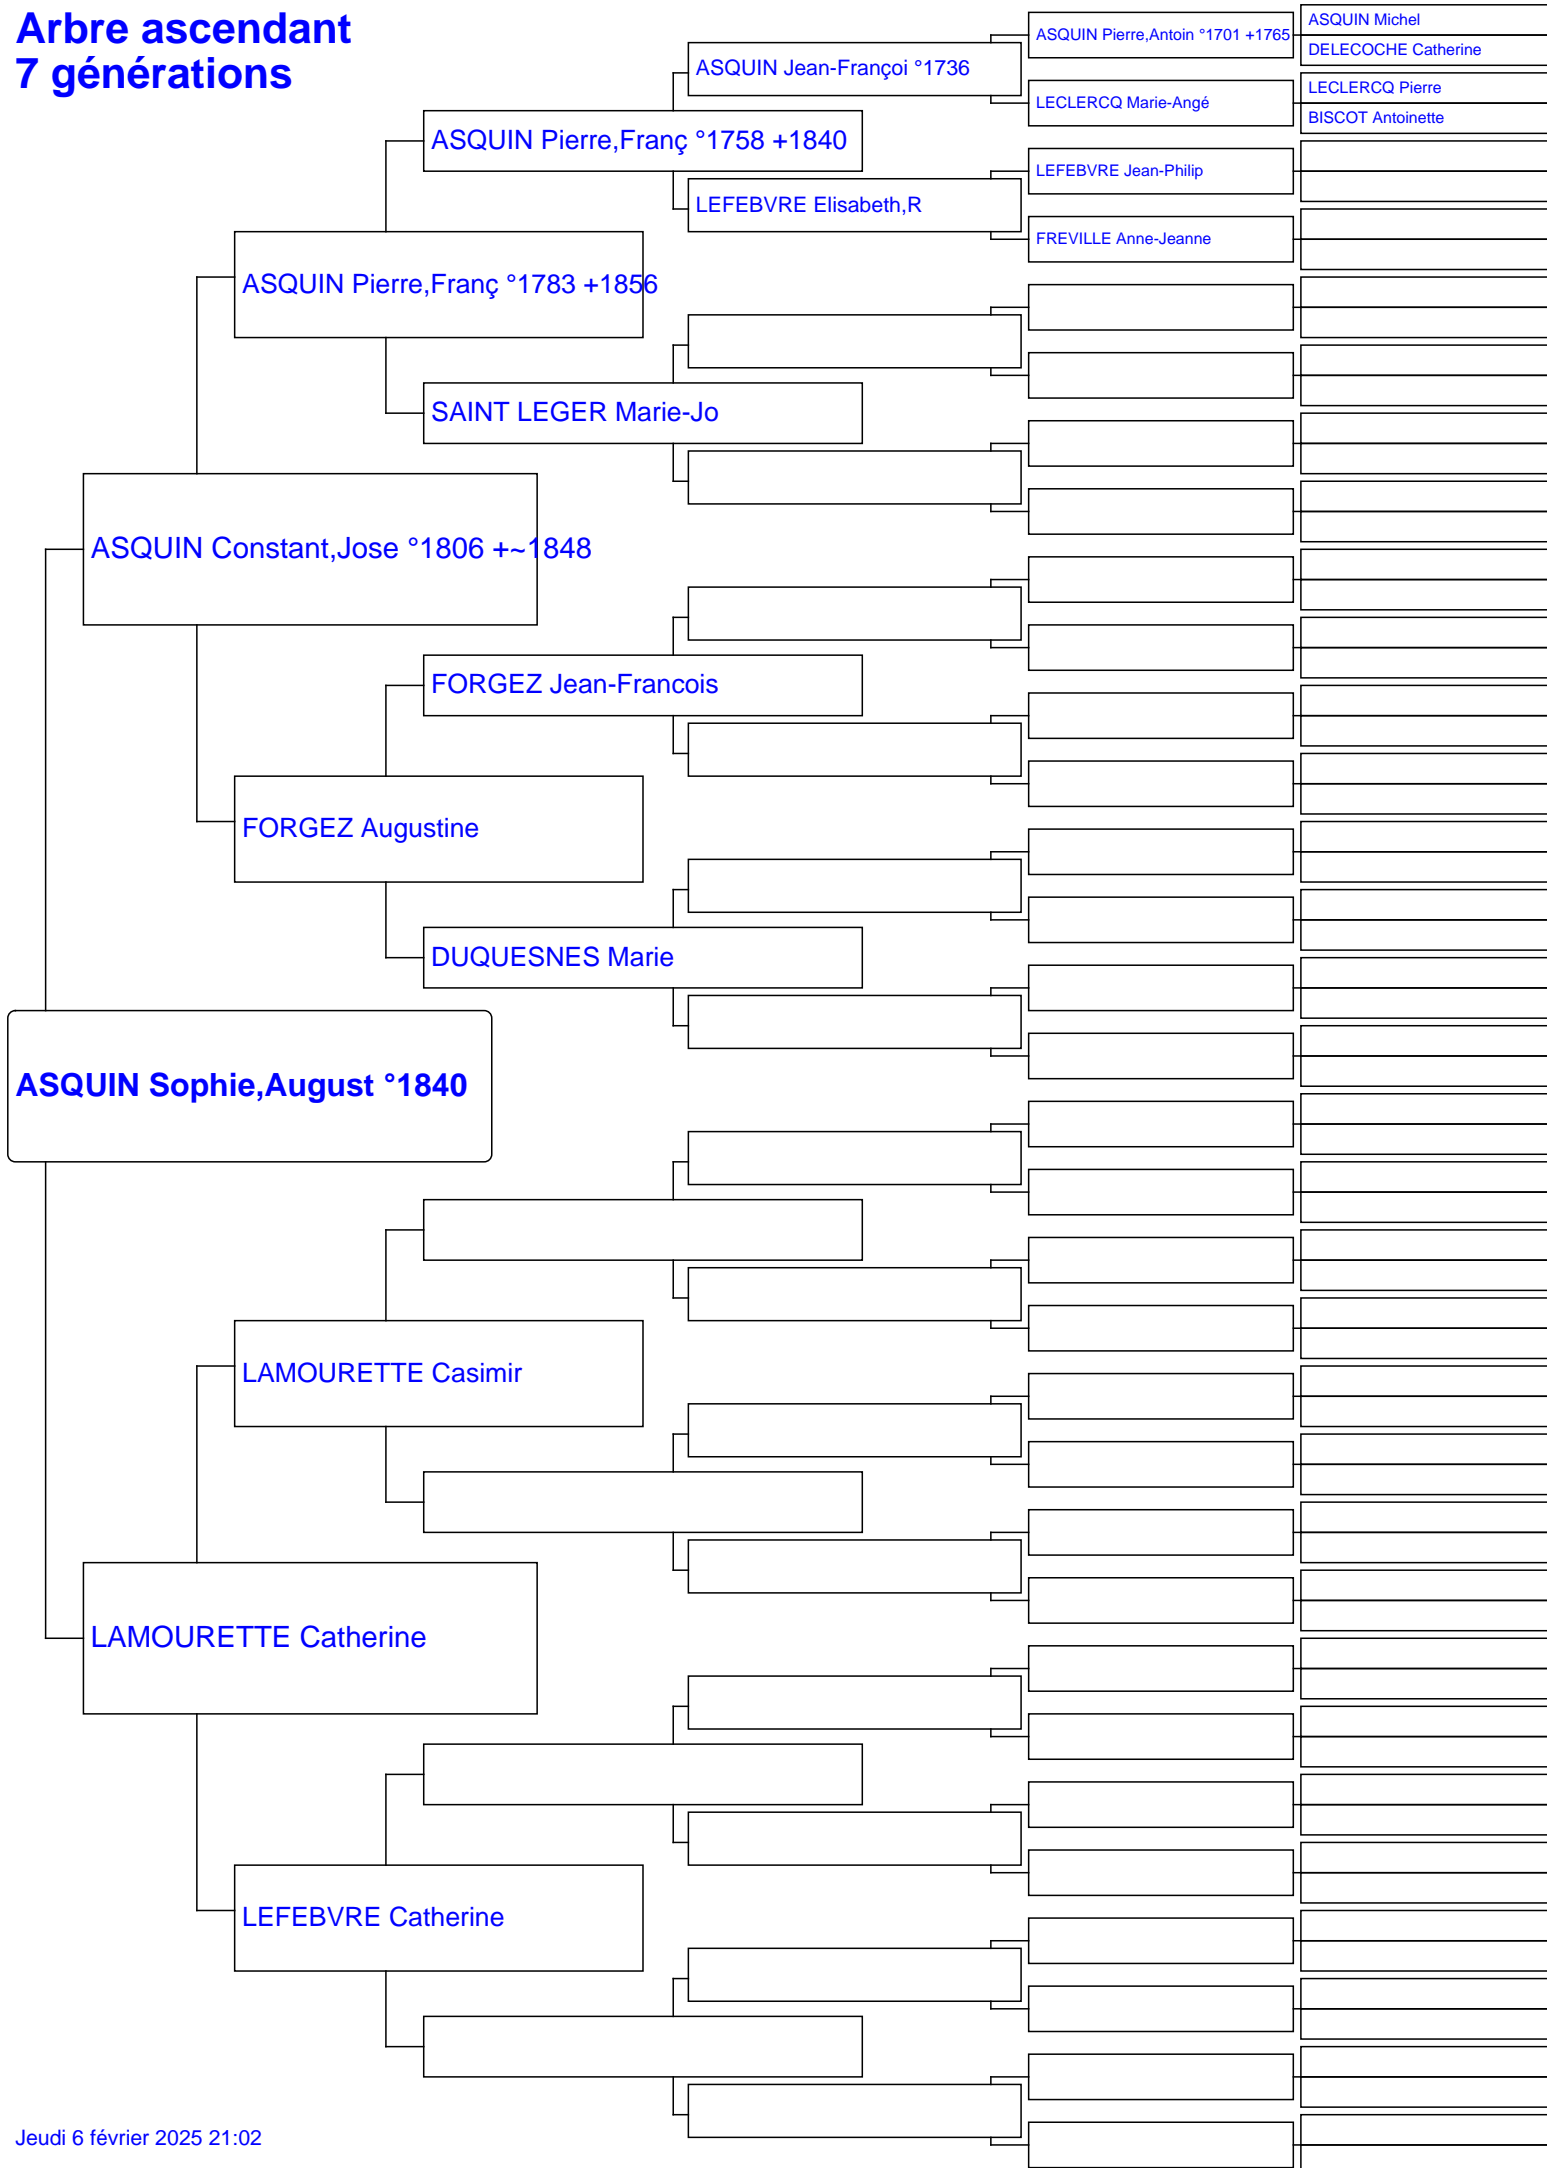 Arbre ascendant
7 générations
ASQUIN Michel
ASQUIN Pierre,Antoin °1701 +1765
DELECOCHE Catherine
ASQUIN Jean-Françoi °1736
LECLERCQ Pierre
LECLERCQ Marie-Angé
BISCOT Antoinette
ASQUIN Pierre,Franç °1758 +1840
LEFEBVRE Jean-Philip
LEFEBVRE Elisabeth,R
FREVILLE Anne-Jeanne
ASQUIN Pierre,Franç °1783 +1856
SAINT LEGER Marie-Jo
ASQUIN Constant,Jose °1806 +~1848
FORGEZ Jean-Francois
FORGEZ Augustine
DUQUESNES Marie
ASQUIN Sophie,August °1840
LAMOURETTE Casimir
LAMOURETTE Catherine
LEFEBVRE Catherine
Jeudi 6 février 2025 21:02